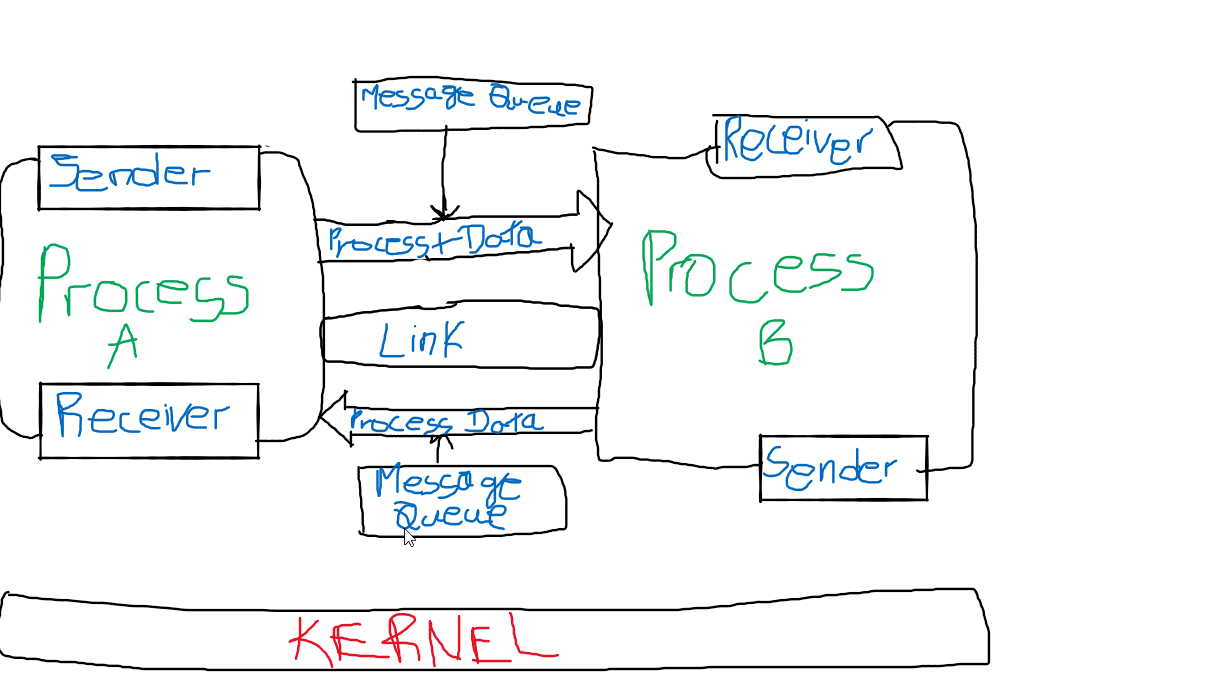 Message Queue
Sender
Receiver
Process+Data
Process
A
Process
B
Link
Receiver
Process Data
Sender
Message
Queue
KERNEL